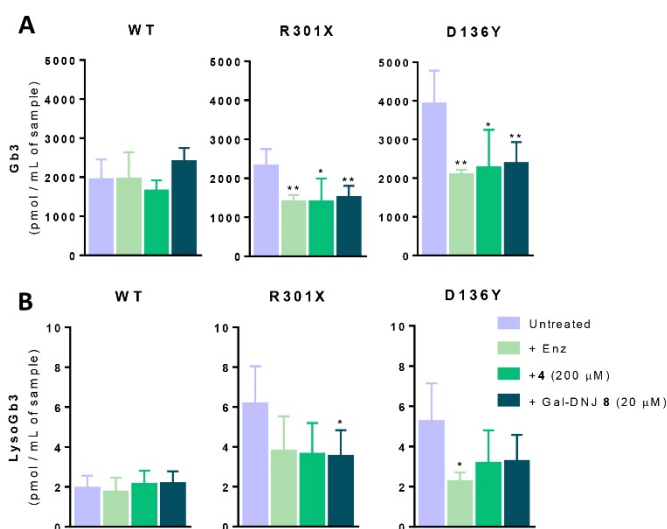 A
WT
R301X
D136Y
Gb3
(pmol / mL of sample)
5000
4000
3000
2000
1000
0
5000
4000
3000
2000
1000
0
** * **
5000
4000
3000
2000
1000
0
** * **
B
WT
R301X
D136Y
LysoGb3
(pmol / mL of sample)
10
8
6
4
2
0
10
8
6
4
2
0
*
10
8
6
4
2
0
*
Untreated
+ Enz
+4 (200 µM)
+ Gal-DNJ 8 (20 µM)